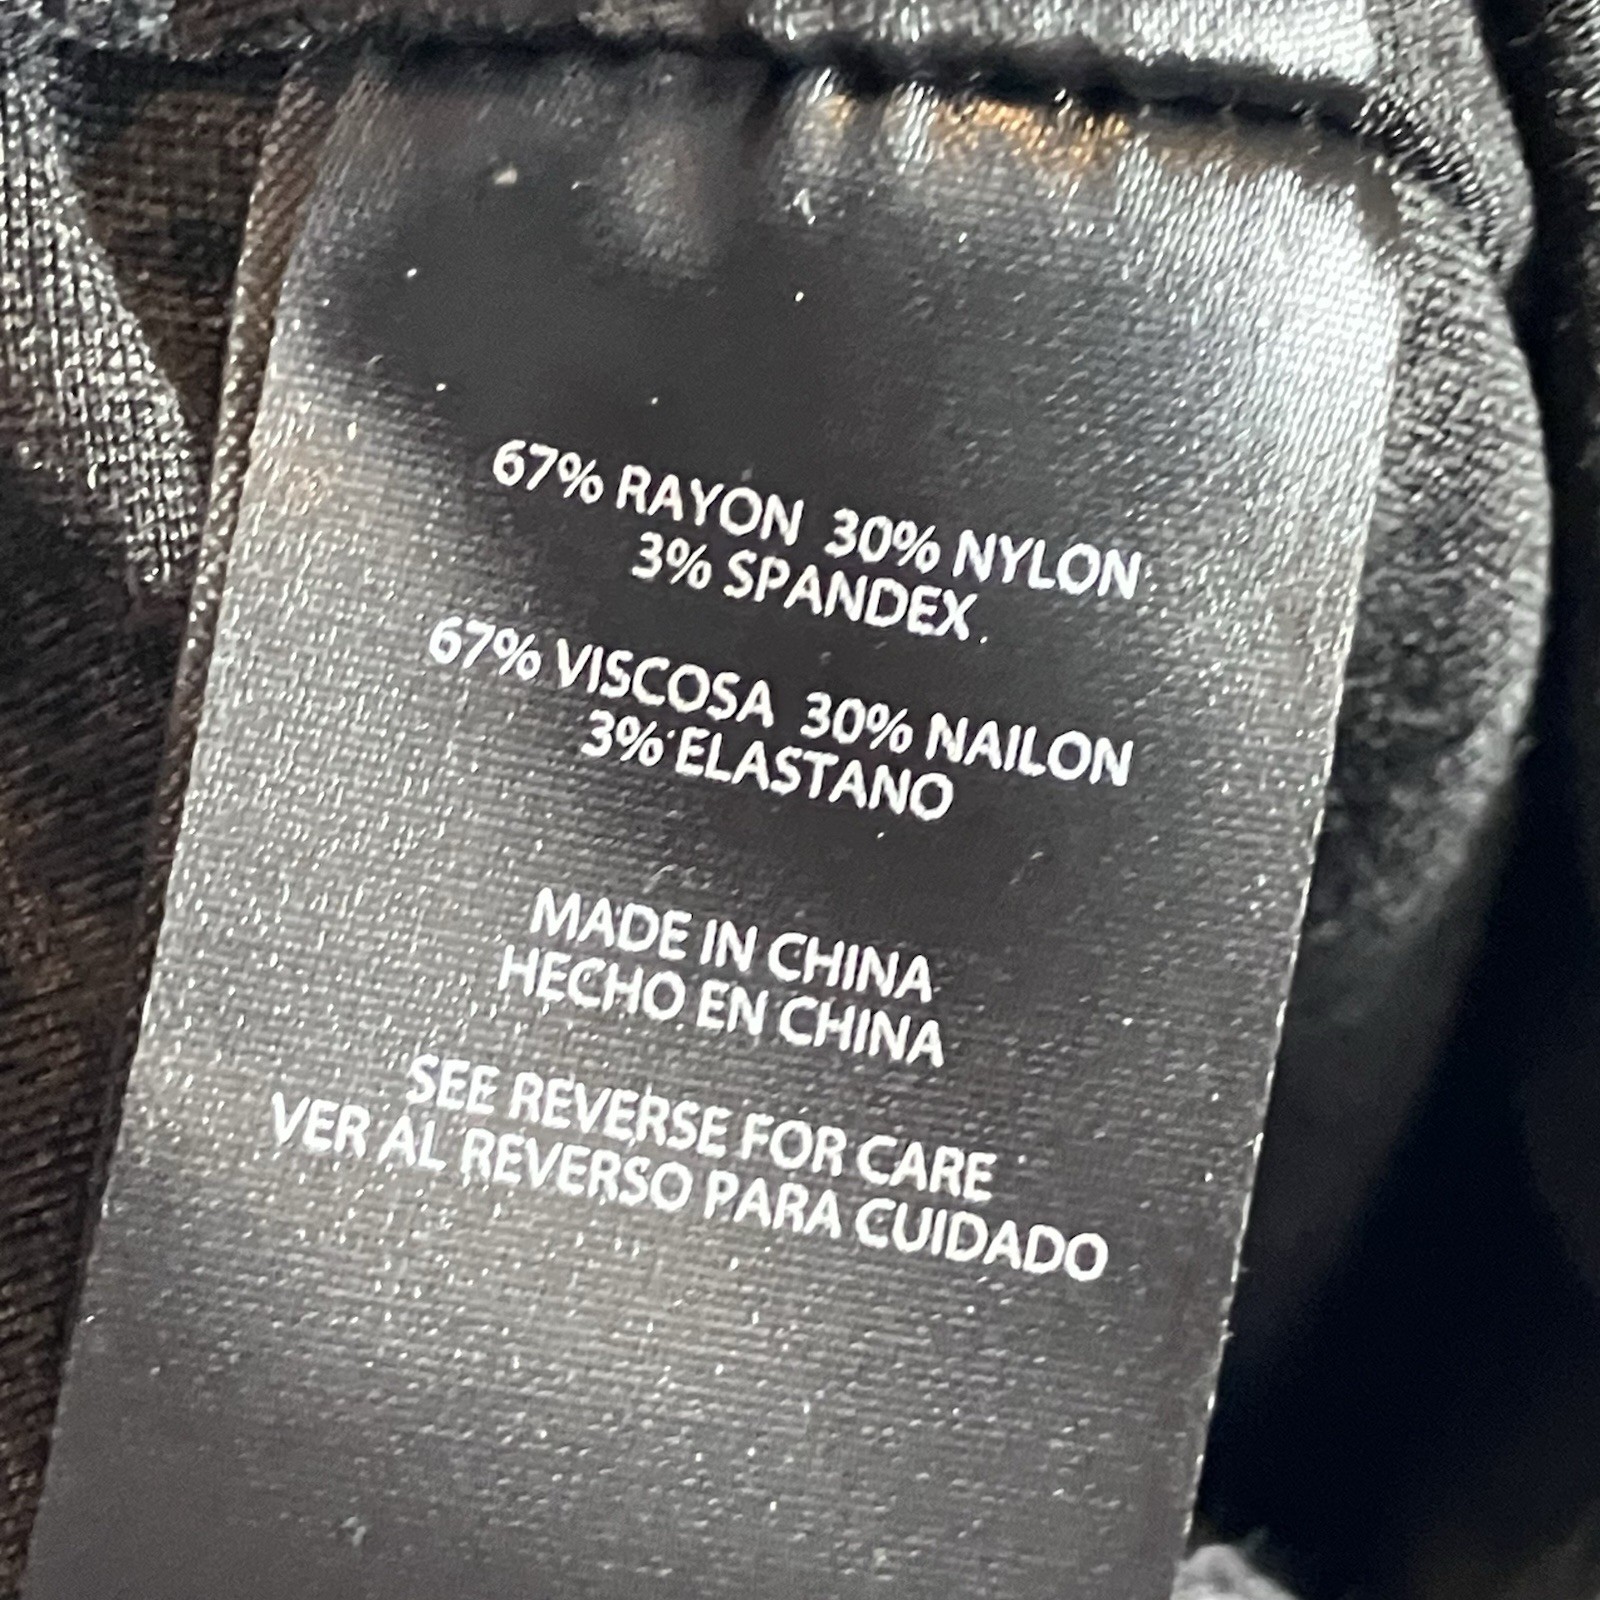 67% RAYON 30% NYLON
3% SPANDEX
67% VISCOSA 30% NAILON
3% ELASTANO
MADE IN CHINA
HECHO EN CHINA
SEE REVERSE FOR CARE
VER AL REVERSO PARA CUIDADO